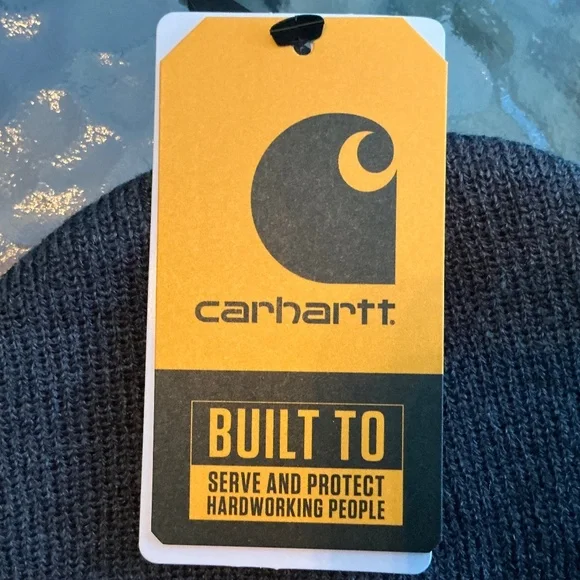 carhartt
BUILT TO
SERVE AND PROTECT
HARDWORKING PEOPLE